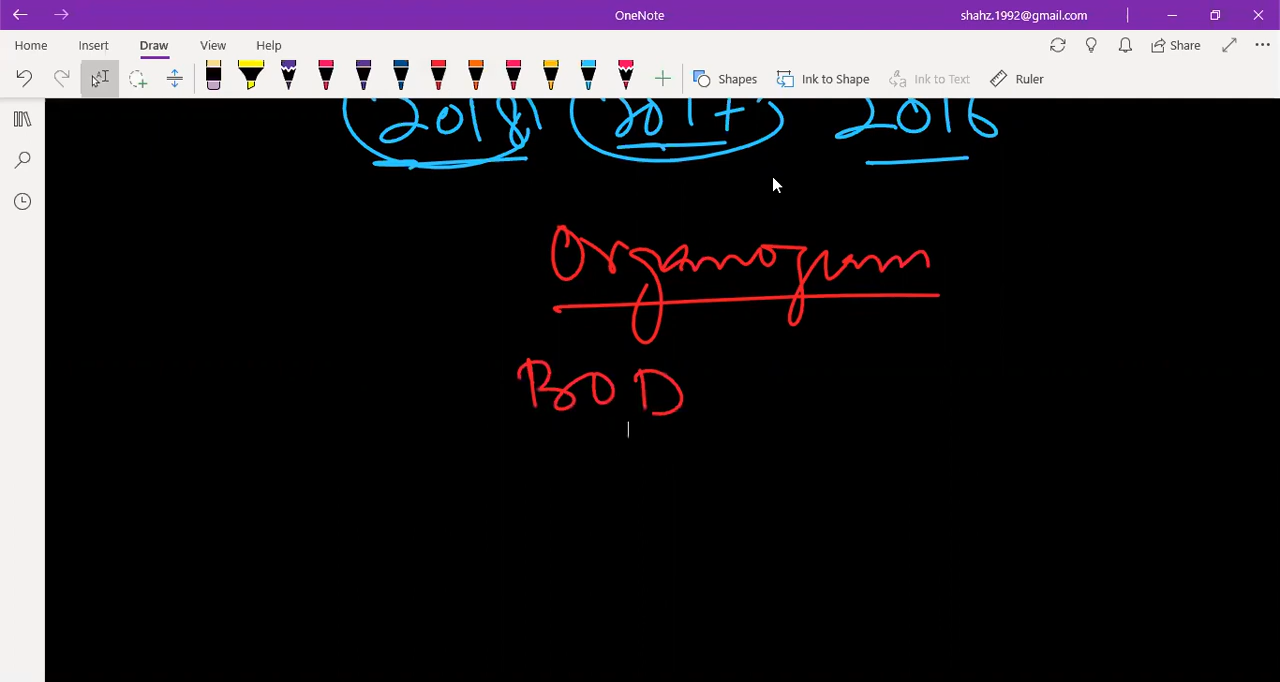 OneNote
shahz.1992@gmail.com
Home Insert Draw View Help
Share
Shapes Ink to Shape Ink to Text Ruler
2018 2017 2016
Organogram
BOD